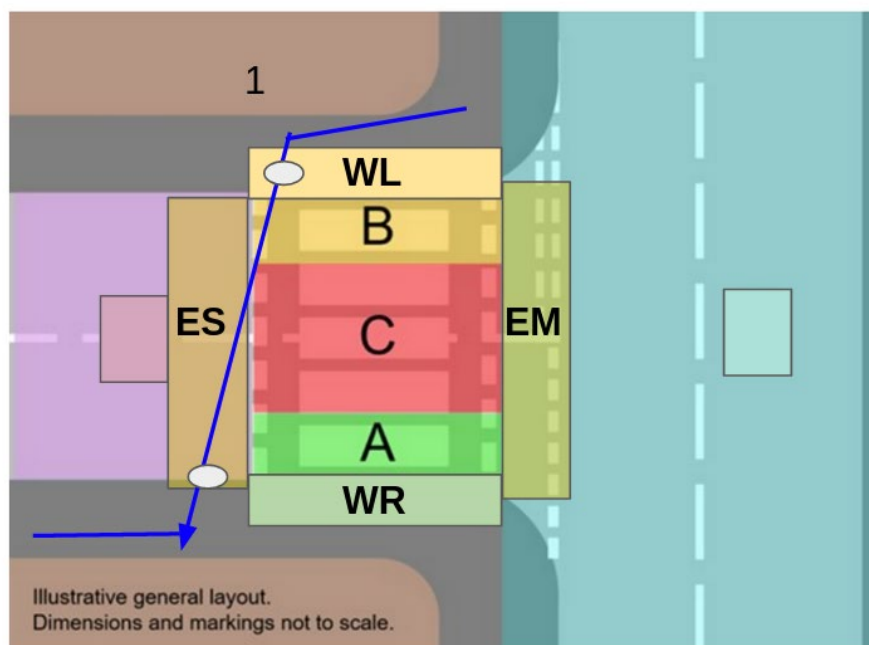 1
WL
B
ES
C
EM
A
WR
Illustrative general layout.
Dimensions and markings not to scale.